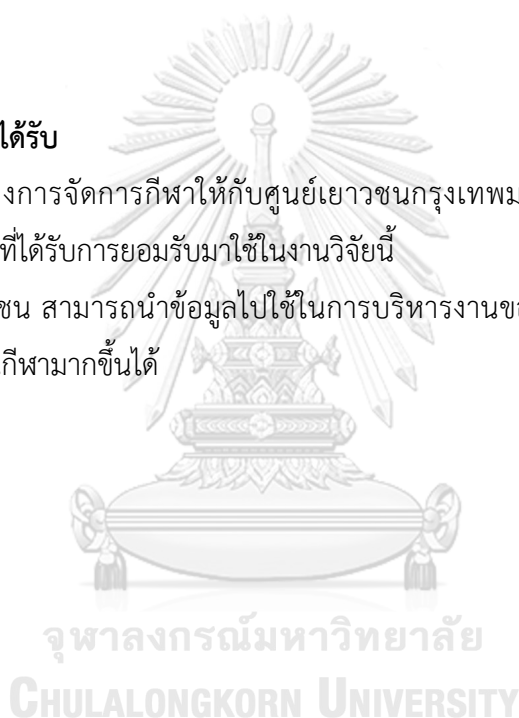 ได้รับ
งการจัดการกีฬาให้กับศูนย์เยาวชนกรุงเทพม
ที่ได้รับการยอมรับมาใช้ในงานวิจัยนี้
ชน สามารถนำข้อมูลไปใช้ในการบริหารงานขอ
กีฬามากขึ้นได้
จุฬาลงกรณ์มหาวิทยาลัย
CHULALONGKORN UNIVERSITY